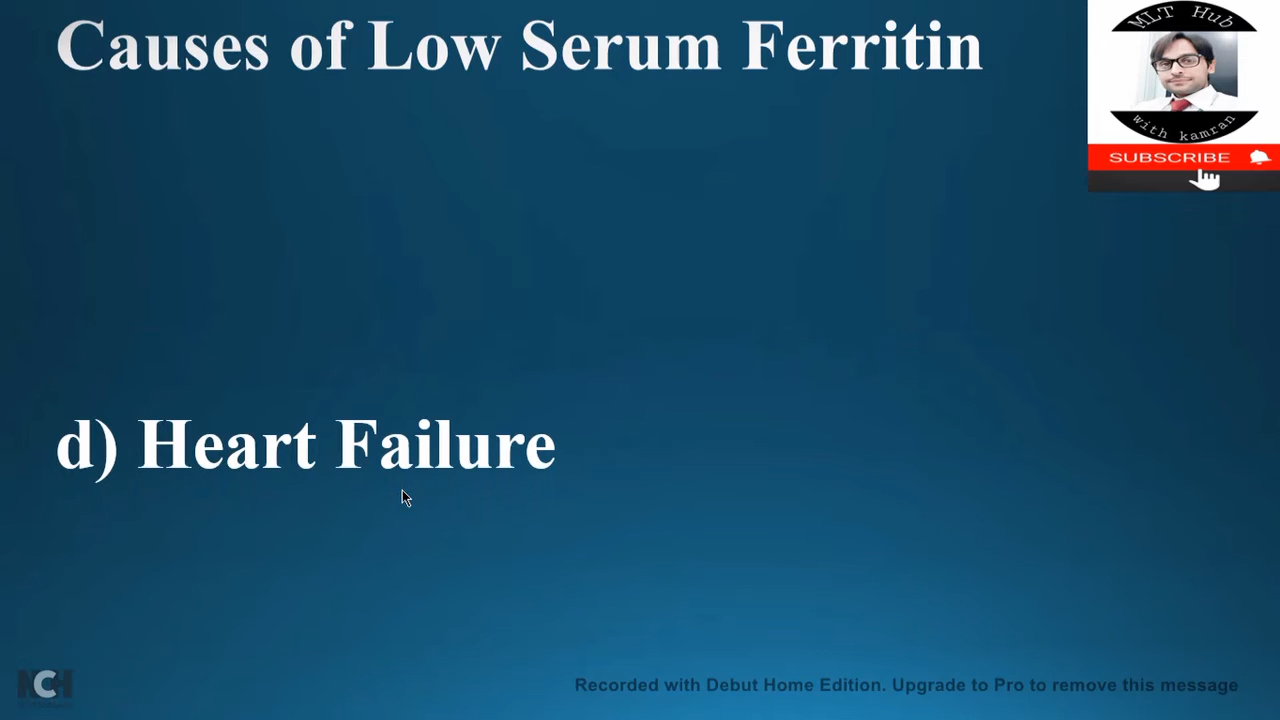 Causes of Low Serum Ferritin
MLT Hub
with kamran
SUBSCRIBE
d) Heart Failure
NCH
Recorded with Debut Home Edition. Upgrade to Pro to remove this message